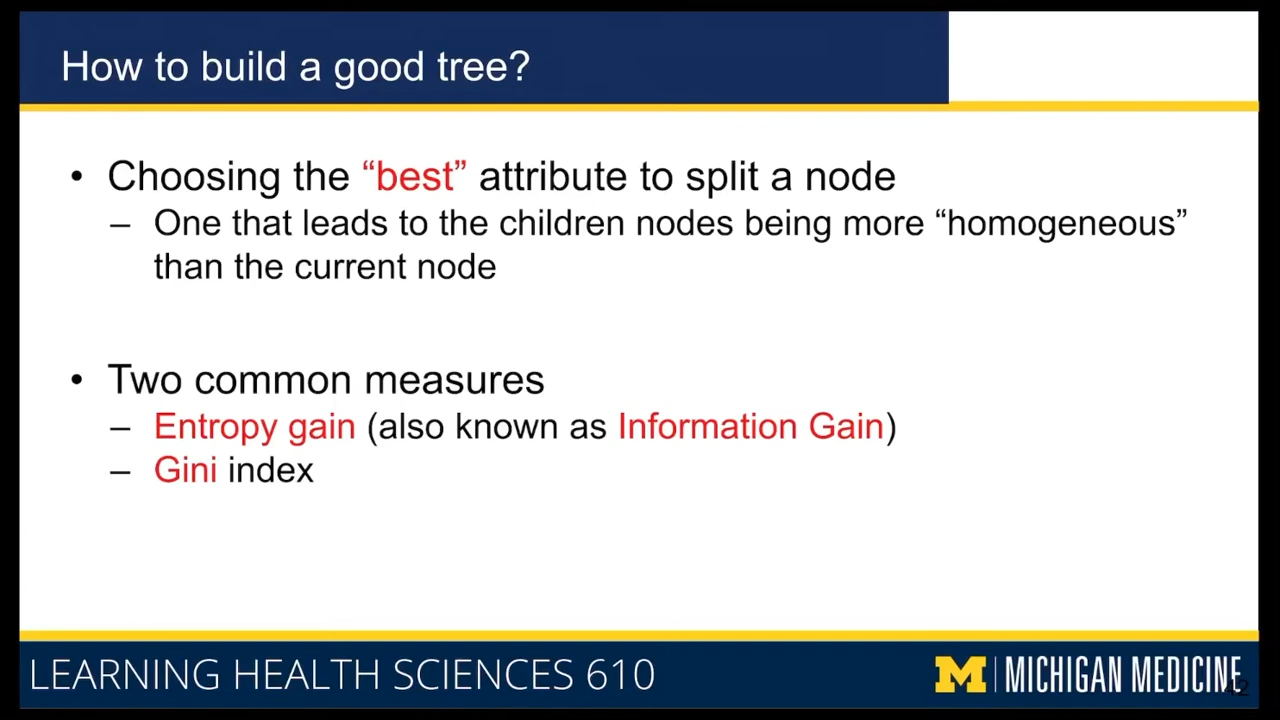 How to build a good tree?
• Choosing the “best” attribute to split a node
– One that leads to the children nodes being more “homogeneous”
than the current node
• Two common measures
– Entropy gain (also known as Information Gain)
– Gini index
LEARNING HEALTH SCIENCES 610
M | MICHIGAN MEDICINE
42